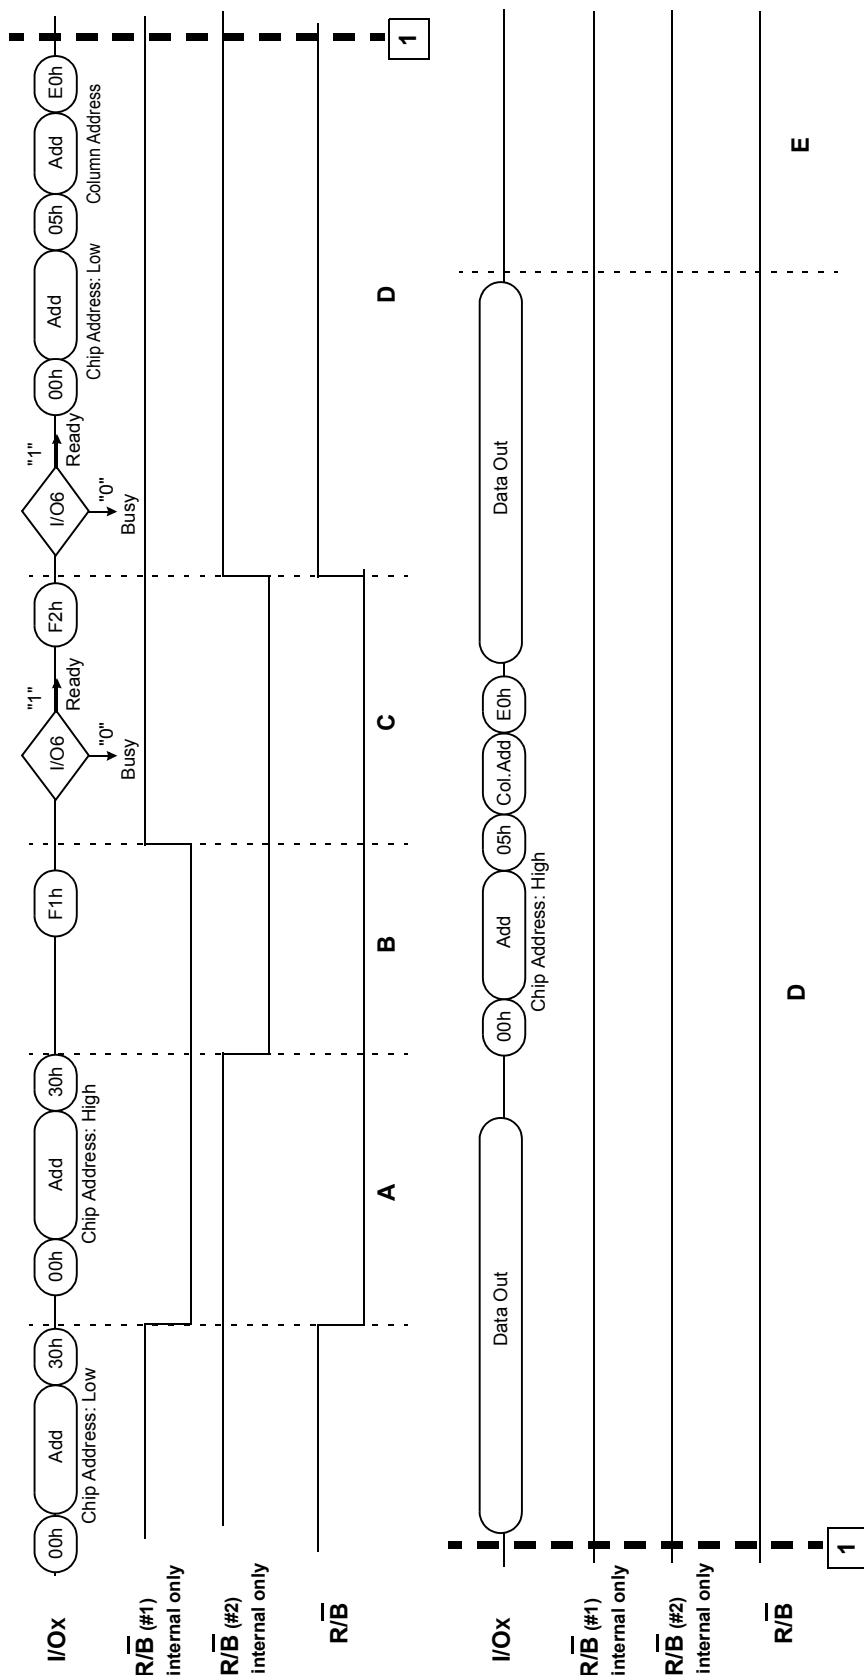 I/Ox
00h Add 30h 00h Add 30h F1h I/O6 "1" F2h I/O6 "1" 00h Add 05h Add E0h
Chip Address: Low Chip Address: High "0" Ready "0" Ready Chip Address: Low Column Address
Busy Busy
R/B (#1)
internal only
R/B (#2)
internal only
R/B
A B C D
1
I/Ox
Data Out 00h Add 05h Col.Add E0h Data Out
Chip Address: High
R/B (#1)
internal only
R/B (#2)
internal only
R/B
D E
1